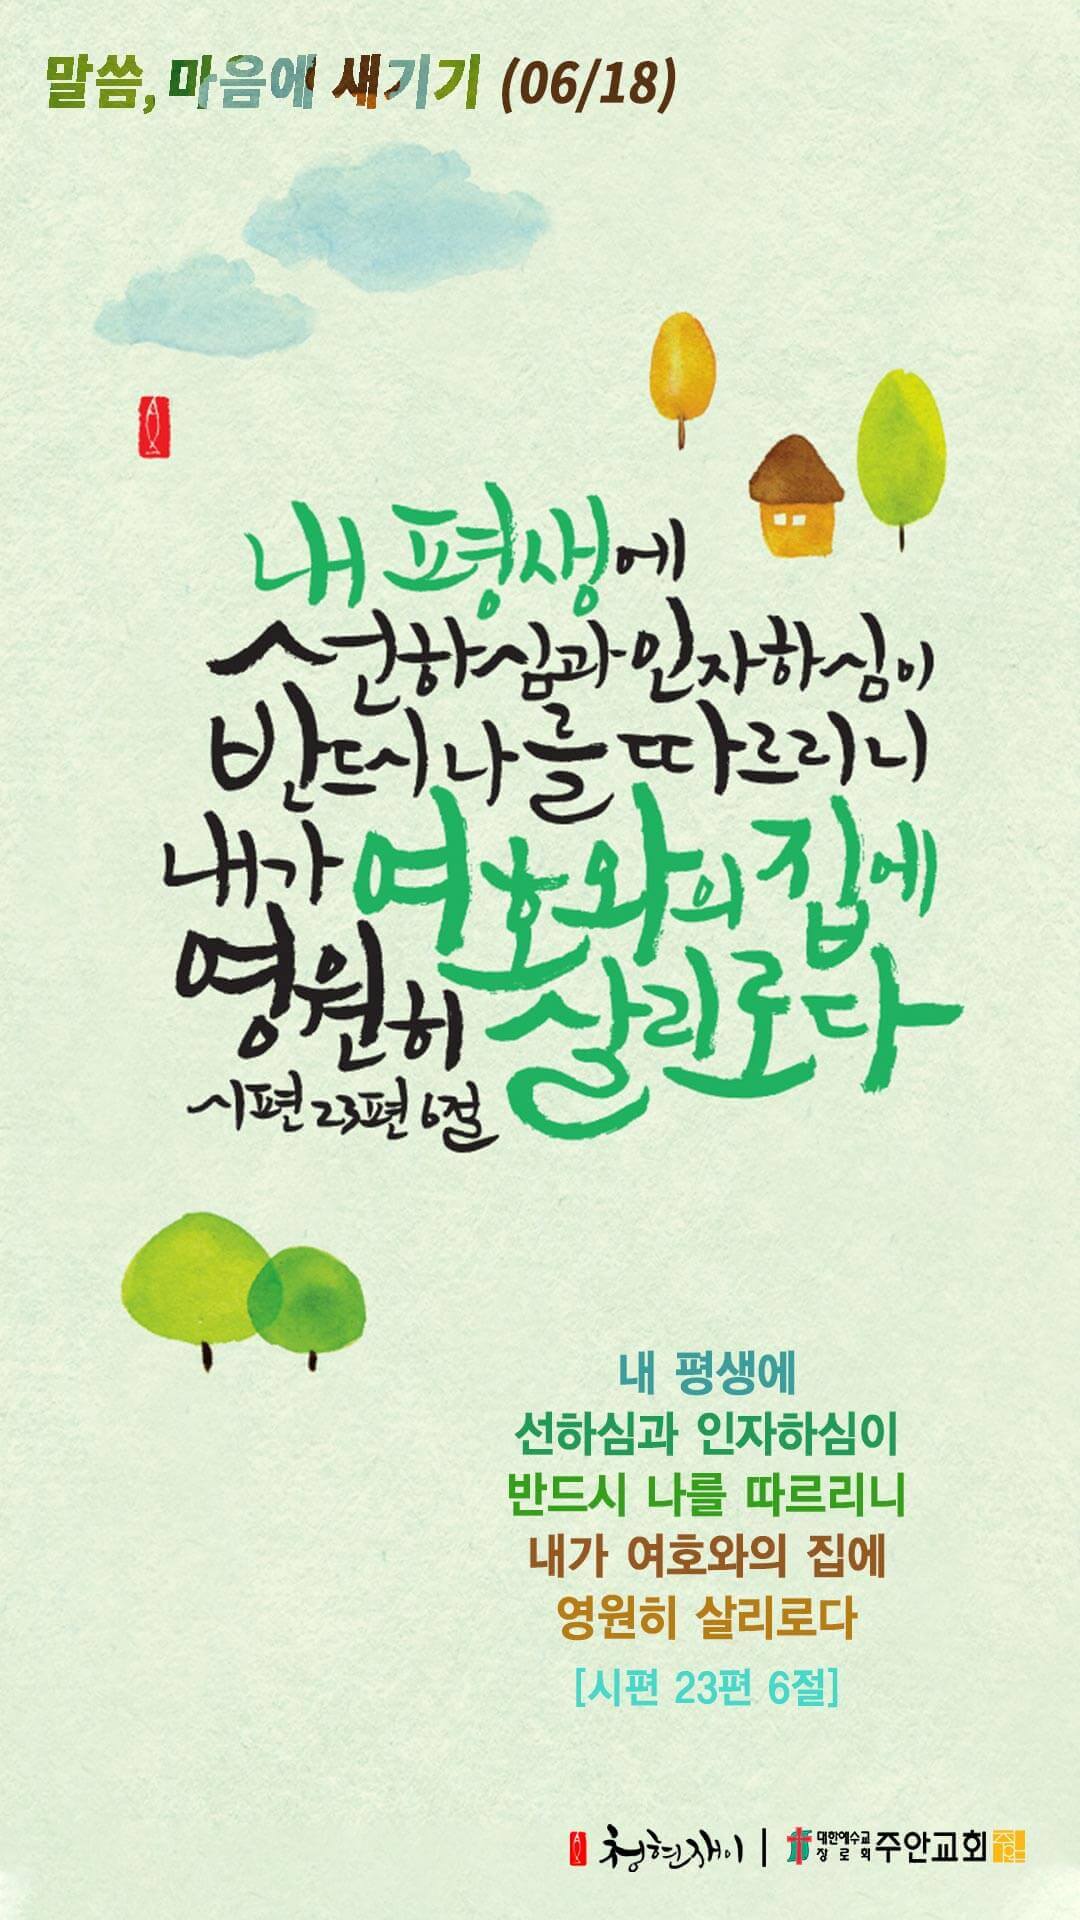 말씀, 마음에 새기기 (06/18)
내 평생에
선하심과 인자하심이
반드시 나를 따르리니
내가 여호와의 집에
영원히 살리로다
시편 23편 6절
내 평생에
선하심과 인자하심이
반드시 나를 따르리니
내가 여호와의 집에
영원히 살리로다
[시편 23편 6절]
청현재이 | 대한예수교 장로회 주안교회